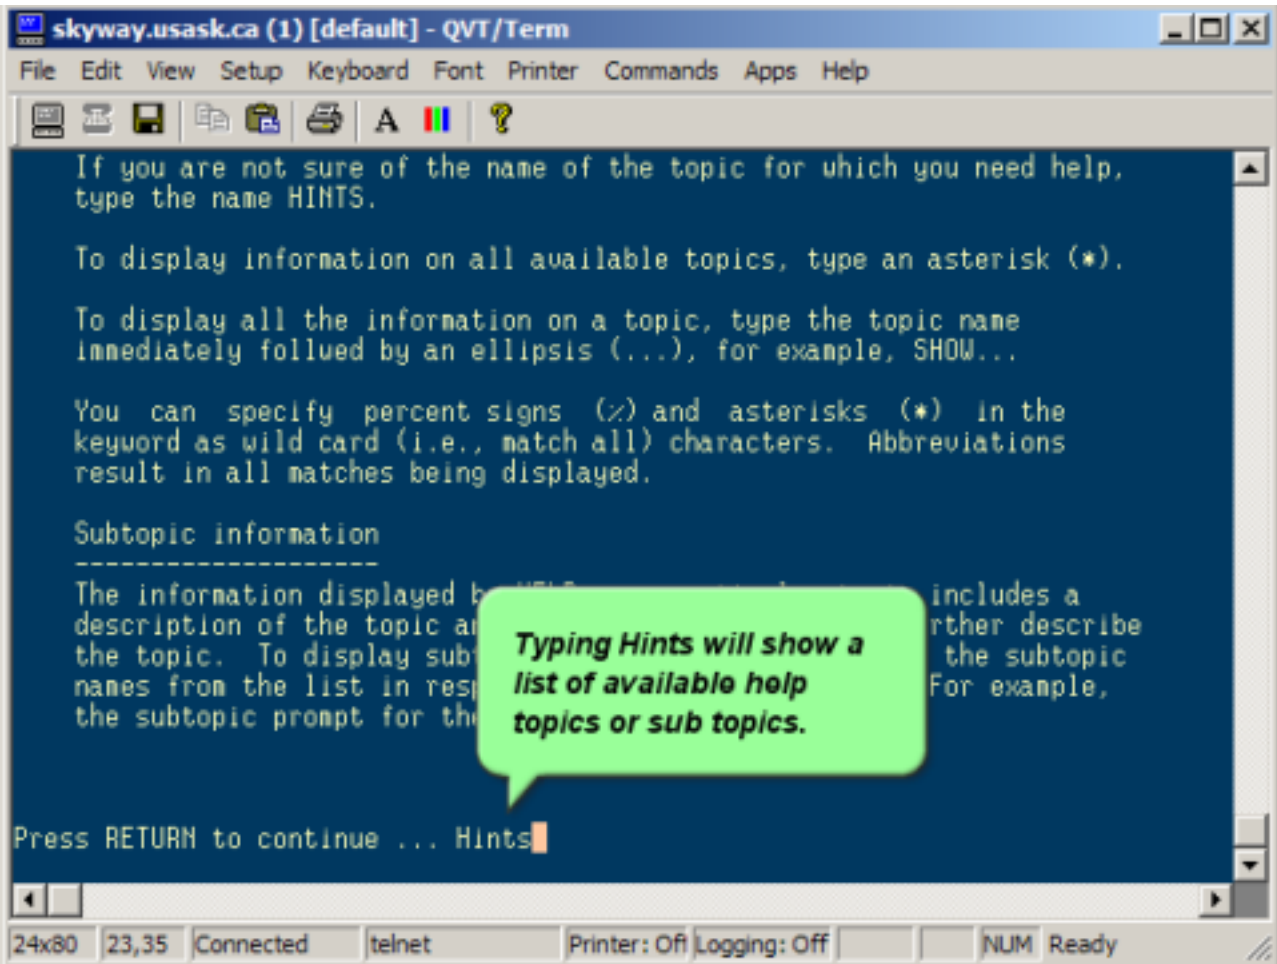 skyway.usask.ca (1) [default] - QVT/Term
File Edit View Setup Keyboard Font Printer Commands Apps Help
A
If you are not sure of the name of the topic for which you need help,
type the name HINTS.
To display information on all available topics, type an asterisk (*).
To display all the information on a topic, type the topic name
immediately follued by an ellipsis (...), for example, SHOW...
You can specify percent signs (%) and asterisks (*) in the
keyword as wild card (i.e., match all) characters. Abbreviations
result in all matches being displayed.
Subtopic information
--------------------
The information displayed includes a
description of the topic rther describe
the topic. To display the subtopic
names from the list in For example,
the subtopic prompt for
Typing Hints will show a
list of available help
topics or sub topics.
Press RETURN to continue ... Hints
24x80 23,35 Connected telnet Printer: Off Logging: Off NUM Ready